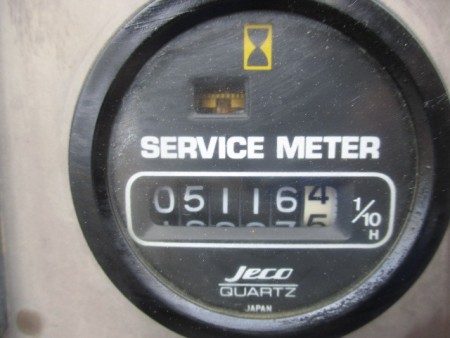 SERVICE METER
051164 1/10
H
Jeco
QUARTZ
JAPAN